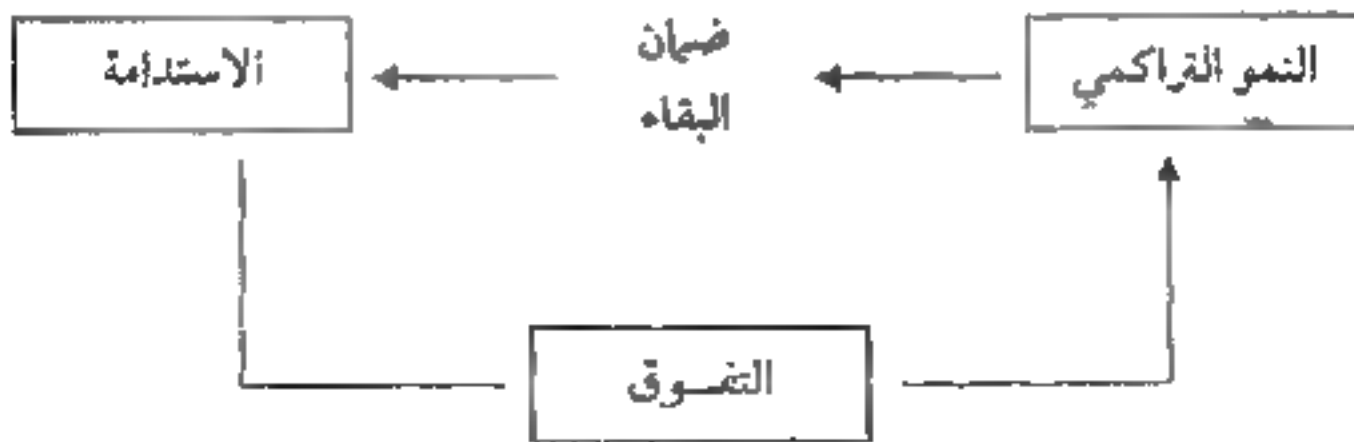 النمو التراكمي
ضمان
البقاء
الاستدامة
التفـوق